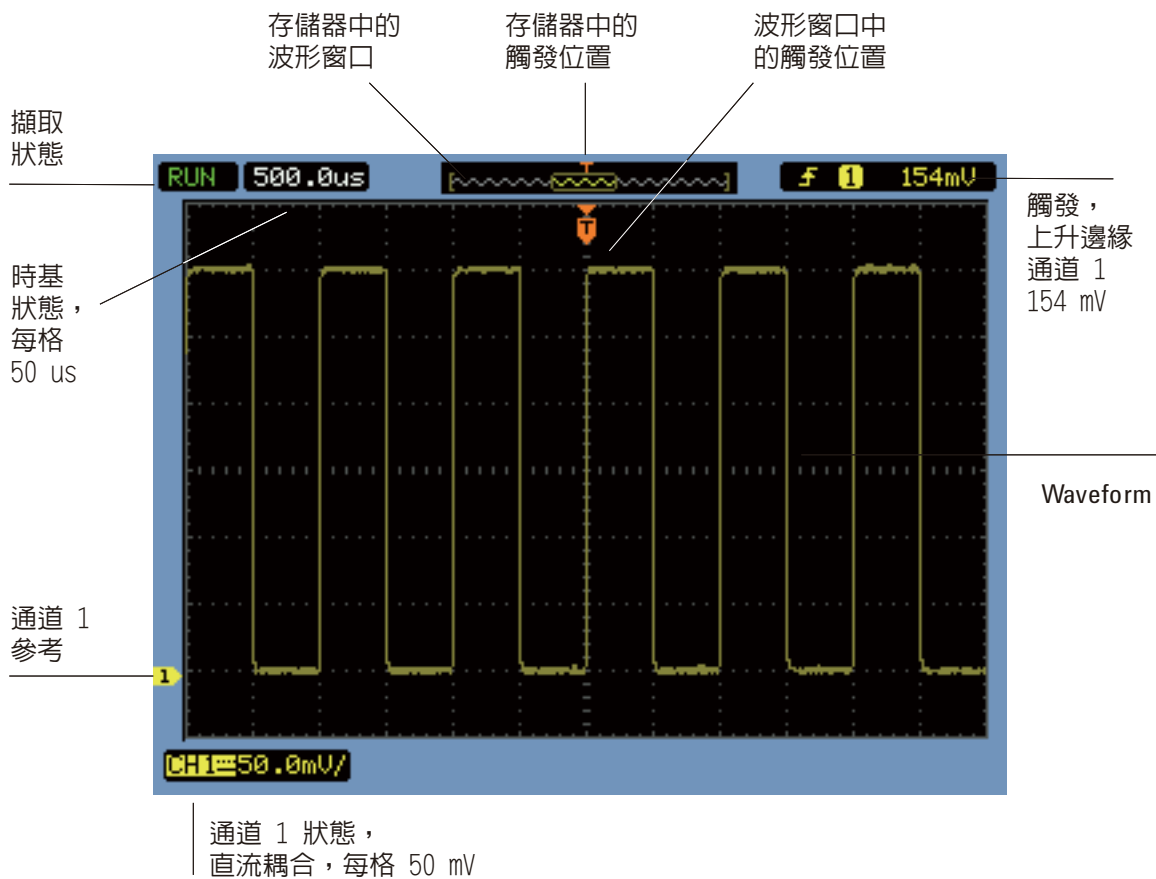 存儲器中的
波形窗口
存儲器中的
觸發位置
波形窗口中
的觸發位置
擷取
狀態
RUN
500.0us
T
1
154mV
T
觸發，
上升邊緣
通道 1
154 mV
時基
狀態，
每格
50 us
Waveform
通道 1
參考
1
CH1 50.0mV/
通道 1 狀態，
直流耦合，每格 50 mV